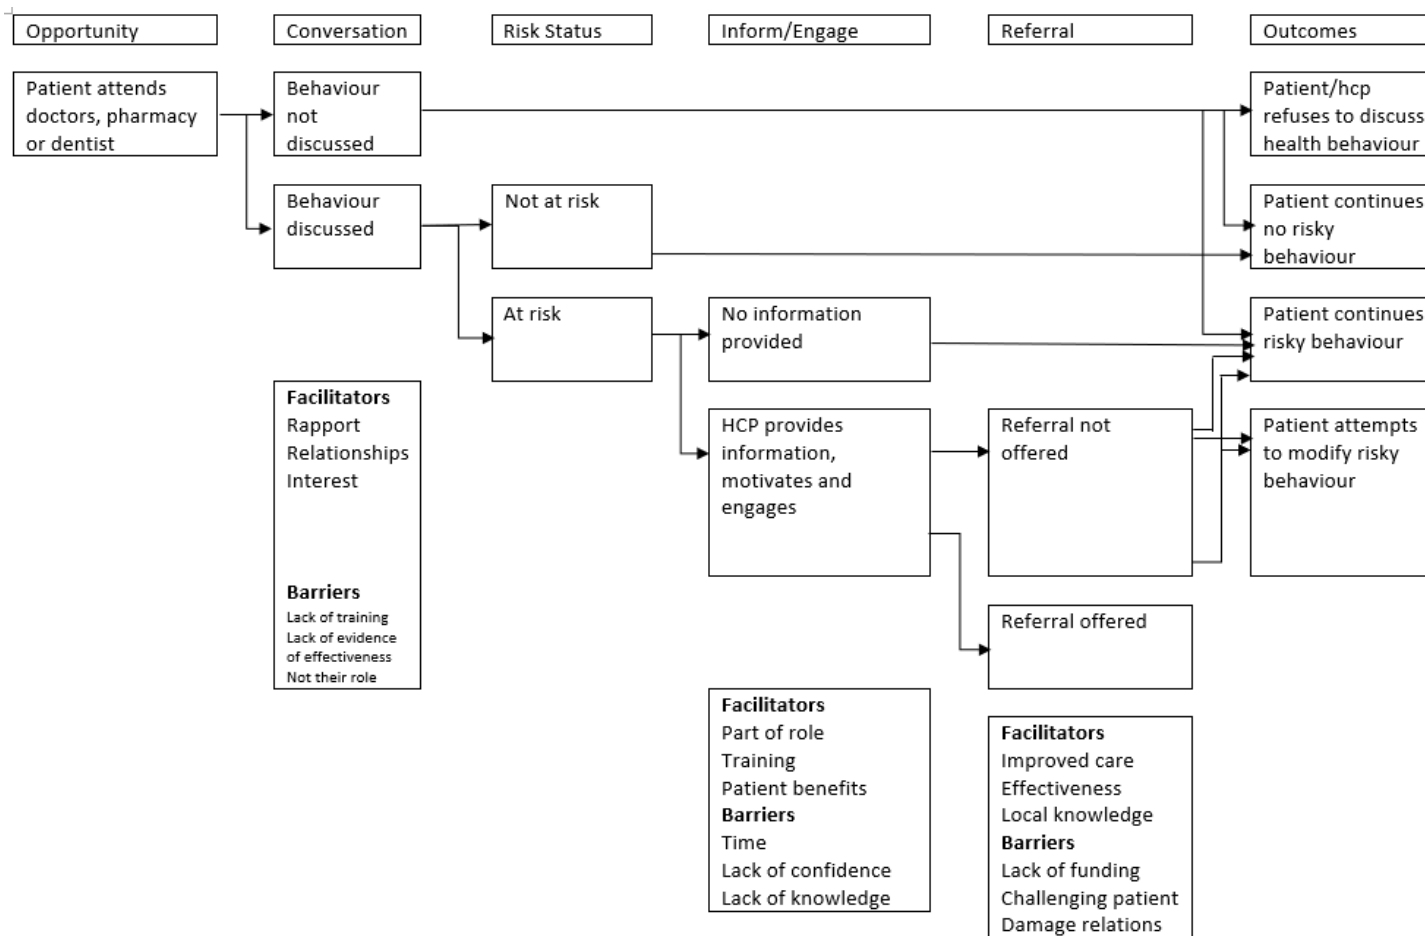 Opportunity
Conversation
Risk Status
Inform/Engage
Referral
Outcomes
Patient attends
doctors, pharmacy
or dentist
Behaviour
not
discussed
Patient/hcp
refuses to discuss
health behaviour
Behaviour
discussed
Not at risk
Patient continues
no risky
behaviour
At risk
No information
provided
Patient continues
risky behaviour
Facilitators
Rapport
Relationships
Interest
Barriers
Lack of training
Lack of evidence
of effectiveness
Not their role
HCP provides
information,
motivates and
engages
Referral not
offered
Patient attempts
to modify risky
behaviour
Referral offered
Facilitators
Part of role
Training
Patient benefits
Barriers
Time
Lack of confidence
Lack of knowledge
Facilitators
Improved care
Effectiveness
Local knowledge
Barriers
Lack of funding
Challenging patient
Damage relations